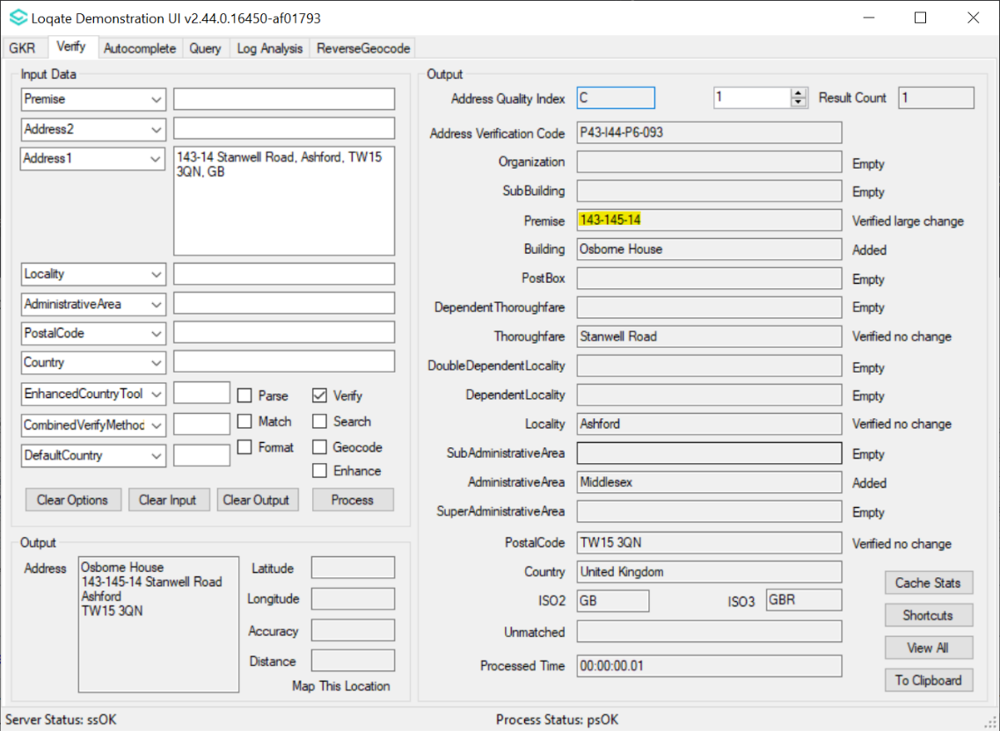 Loqate Demonstration UI v2.44.0.16450-af01793
GKR Verify Autocomplete Query Log Analysis ReverseGeocode
Input Data
Premise
Address2
Address1
143-14 Stanwell Road, Ashford, TW15
3QN, GB
Locality
AdministrativeArea
PostalCode
Country
EnhancedCountryTool Parse Verify
CombinedVerifyMethod Match Search
DefaultCountry Format Geocode
Enhance
Clear Options Clear Input Clear Output Process
Output
Address
Osborne House
143-145-14 Stanwell Road
Ashford
TW15 3QN
Latitude
Longitude
Accuracy
Distance
Map This Location
Output
Address Quality Index C 1 Result Count 1
Address Verification Code P43-I44-P6-093
Organization Empty
SubBuilding Empty
Premise 143-145-14 Verified large change
Building Osborne House Added
PostBox Empty
DependentThoroughfare Empty
Thoroughfare Stanwell Road Verified no change
DoubleDependentLocality Empty
DependentLocality Empty
Locality Ashford Verified no change
SubAdministrativeArea Empty
AdministrativeArea Middlesex Added
SuperAdministrativeArea Empty
PostalCode TW15 3QN Verified no change
Country United Kingdom
ISO2 GB ISO3 GBR
Unmatched
Processed Time 00:00:00.01
Cache Stats
Shortcuts
View All
To Clipboard
Server Status: ssOK Process Status: psOK